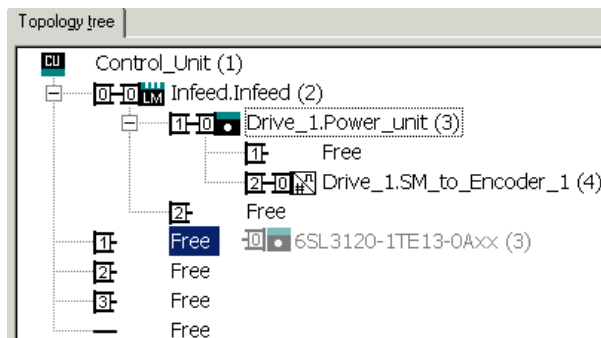 Topology tree
CU Control_Unit (1)
0 0 LM Infeed.Infeed (2)
1 0 Drive_1.Power_unit (3)
1 Free
2 0 # Drive_1.SM_to_Encoder_1 (4)
2 Free
1 Free 0 6SL3120-1TE13-0Axx (3)
2 Free
3 Free
Free